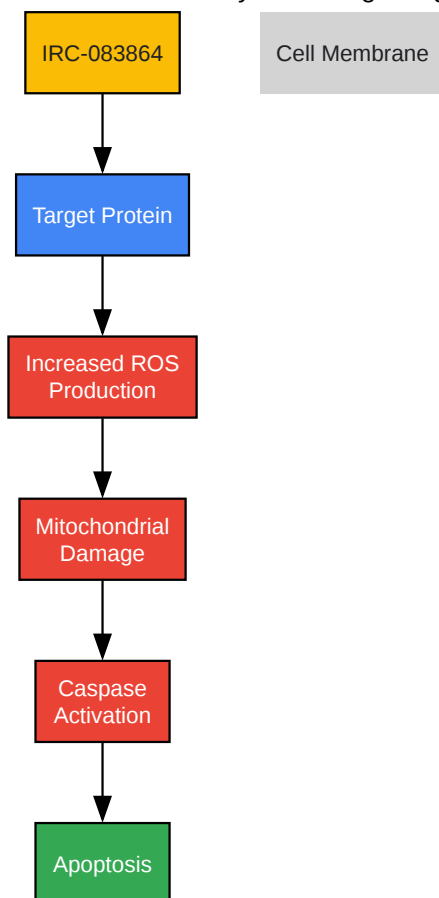 IRC-083864
Cell Membrane
Target Protein
Increased ROS
Production
Mitochondrial
Damage
Caspase
Activation
Apoptosis